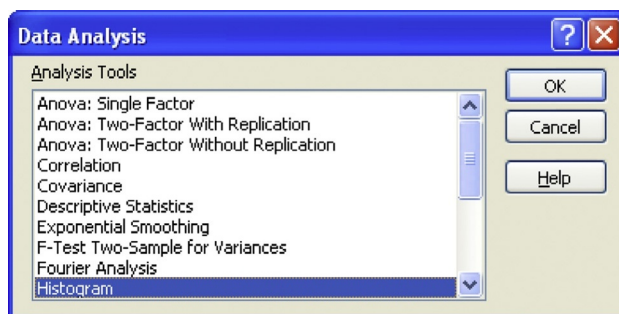 Data Analysis
Analysis Tools
Anova: Single Factor
Anova: Two-Factor With Replication
Anova: Two-Factor Without Replication
Correlation
Covariance
Descriptive Statistics
Exponential Smoothing
F-Test Two-Sample for Variances
Fourier Analysis
Histogram
OK
Cancel
Help